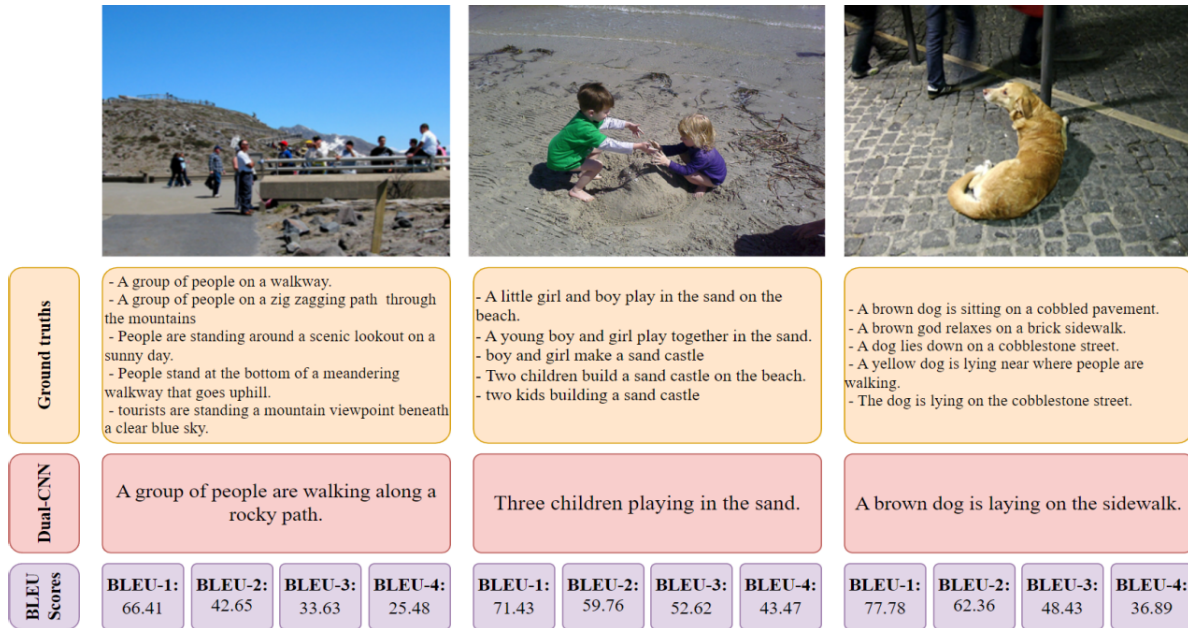 Ground truths
- A group of people on a walkway.
- A group of people on a zig zagging path through
the mountains
- People are standing around a scenic lookout on a
sunny day.
- People stand at the bottom of a meandering
walkway that goes uphill.
- tourists are standing a mountain viewpoint beneath
a clear blue sky.
- A little girl and boy play in the sand on the
beach.
- A young boy and girl play together in the sand.
- boy and girl make a sand castle
- Two children build a sand castle on the beach.
- two kids building a sand castle
- A brown dog is sitting on a cobbled pavement.
- A brown god relaxes on a brick sidewalk.
- A dog lies down on a cobblestone street.
- A yellow dog is lying near where people are
walking.
- The dog is lying on the cobblestone street.
Dual-CNN
A group of people are walking along a
rocky path.
Three children playing in the sand.
A brown dog is laying on the sidewalk.
BLEU
Scores
BLEU-1:
66.41
BLEU-2:
42.65
BLEU-3:
33.63
BLEU-4:
25.48
BLEU-1:
71.43
BLEU-2:
59.76
BLEU-3:
52.62
BLEU-4:
43.47
BLEU-1:
77.78
BLEU-2:
62.36
BLEU-3:
48.43
BLEU-4:
36.89